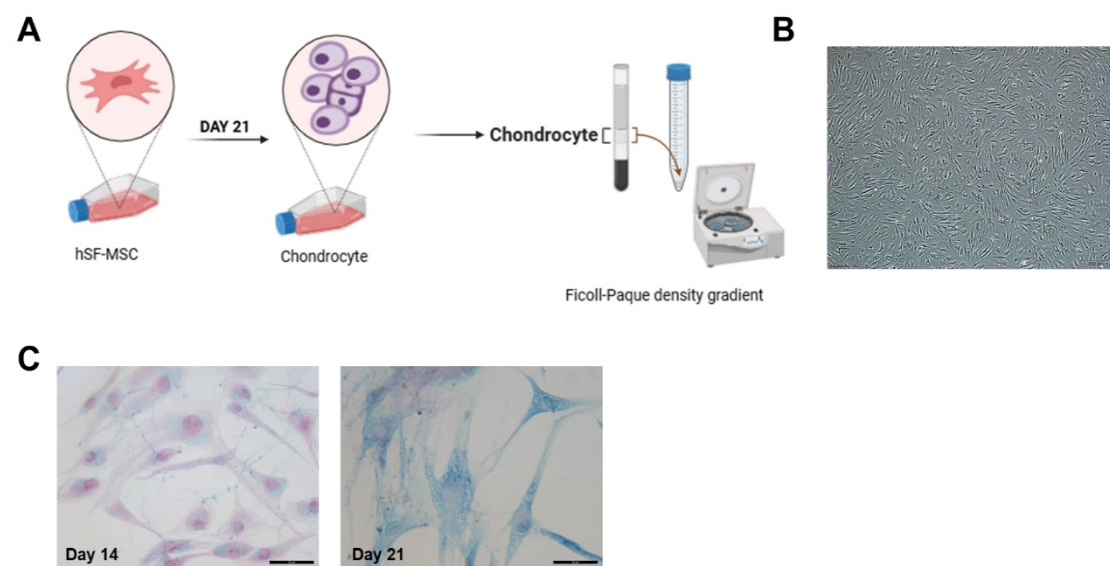 A
B
DAY 21
Chondrocyte
hSF-MSC
Chondrocyte
Ficoll-Paque density gradient
C
Day 14
Day 21